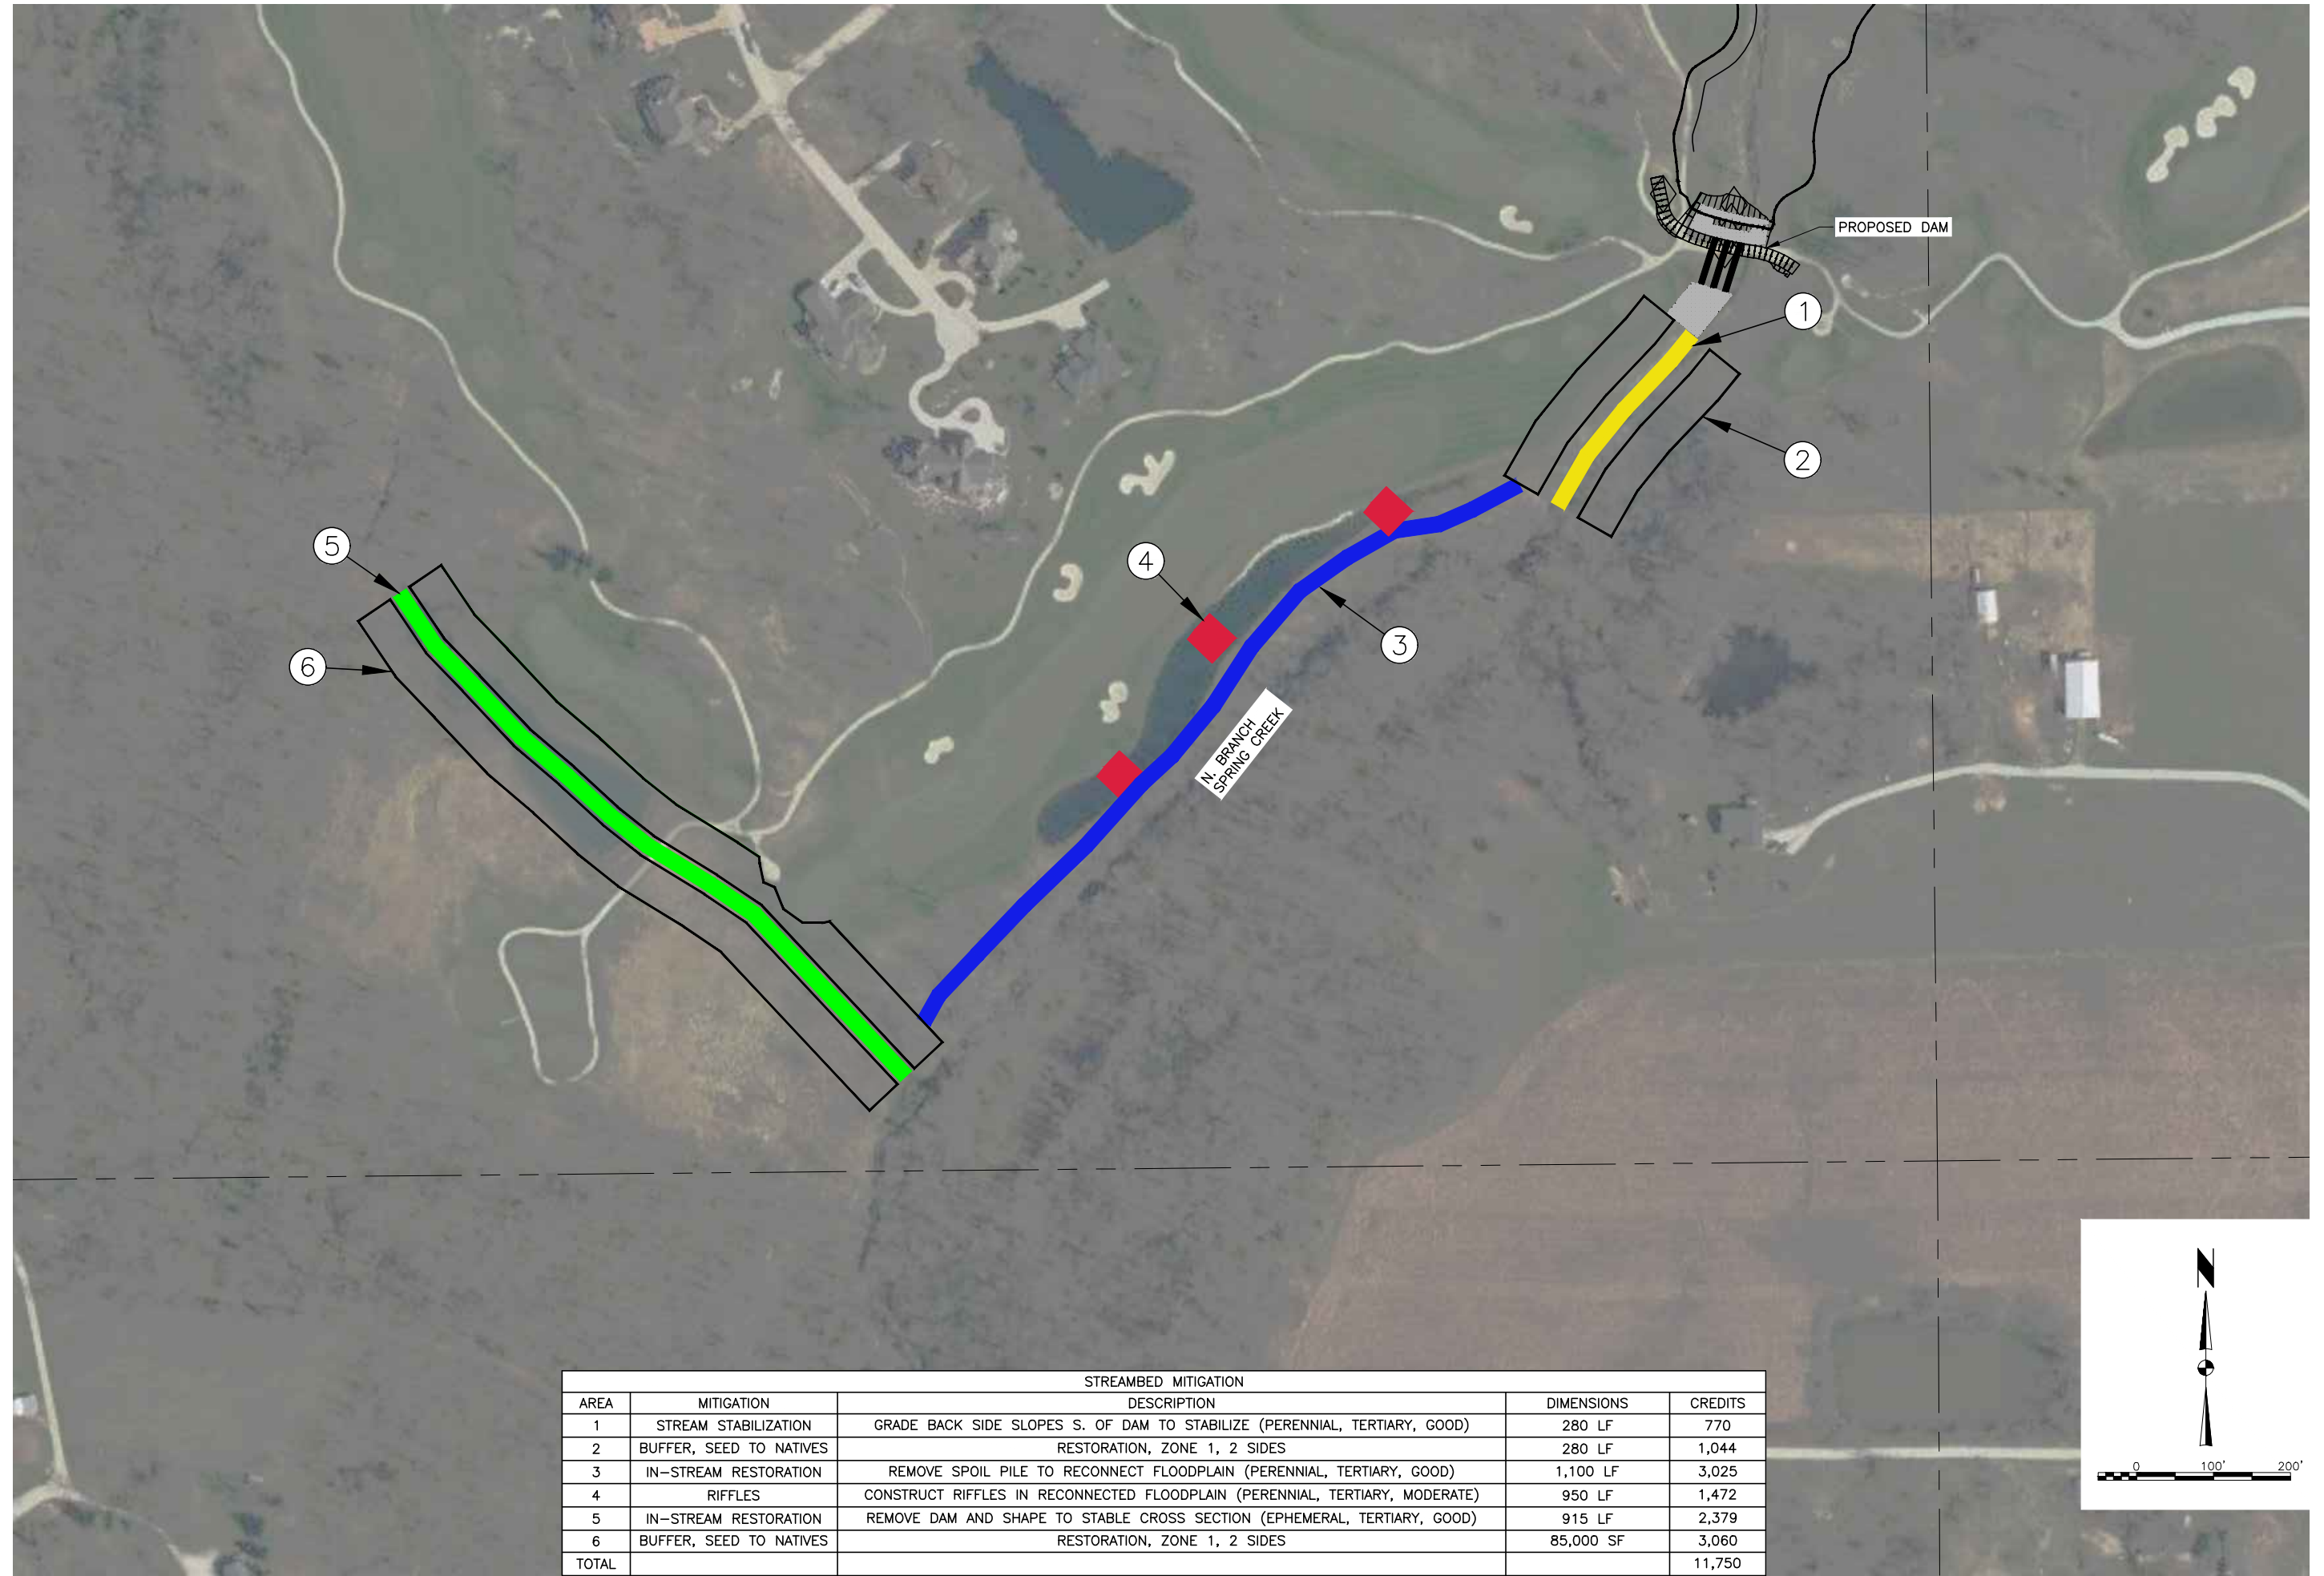 PROPOSED DAM
1
2
5
4
3
6
N. BRANCH
SPRING CREEK
N
0 100' 200'
STREAMBED MITIGATION
AREA MITIGATION DESCRIPTION DIMENSIONS CREDITS
1 STREAM STABILIZATION GRADE BACK SIDE SLOPES S. OF DAM TO STABILIZE (PERENNIAL, TERTIARY, GOOD) 280 LF 770
2 BUFFER, SEED TO NATIVES RESTORATION, ZONE 1, 2 SIDES 280 LF 1,044
3 IN-STREAM RESTORATION REMOVE SPOIL PILE TO RECONNECT FLOODPLAIN (PERENNIAL, TERTIARY, GOOD) 1,100 LF 3,025
4 RIFFLES CONSTRUCT RIFFLES IN RECONNECTED FLOODPLAIN (PERENNIAL, TERTIARY, MODERATE) 950 LF 1,472
5 IN-STREAM RESTORATION REMOVE DAM AND SHAPE TO STABLE CROSS SECTION (EPHEMERAL, TERTIARY, GOOD) 915 LF 2,379
6 BUFFER, SEED TO NATIVES RESTORATION, ZONE 1, 2 SIDES 85,000 SF 3,060
TOTAL 11,750